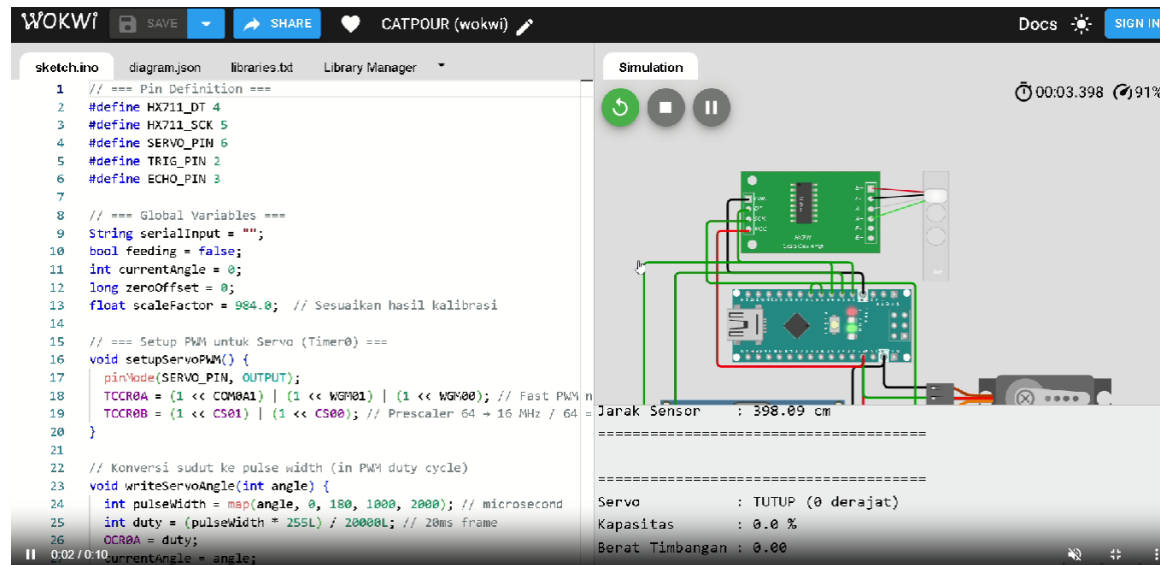 WOKWI SAVE SHARE CATPOUR (wokwi) Docs SIGN IN
sketch.ino diagram.json libraries.txt Library Manager
Simulation
00:03.398 91%
1 // === Pin Definition ===
2 #define HX711_DT 4
3 #define HX711_SCK 5
4 #define SERVO_PIN 6
5 #define TRIG_PIN 2
6 #define ECHO_PIN 3
7
8 // === Global Variables ===
9 String serialInput = "";
10 bool feeding = false;
11 int currentAngle = 0;
12 long zeroOffset = 0;
13 float scaleFactor = 984.0; // Sesuaikan hasil kalibrasi
14
15 // === Setup PWM untuk Servo (Timer0) ===
16 void setupServoPWM() {
17 pinMode(SERVO_PIN, OUTPUT);
18 TCCR0A = (1 << COM0A1) | (1 << WGM01) | (1 << WGM00); // Fast PWM n
19 TCCR0B = (1 << CS01) | (1 << CS00); // Prescaler 64 → 16 MHz / 64 =
20 }
21
22 // Konversi sudut ke pulse width (in PWM duty cycle)
23 void writeServoAngle(int angle) {
24 int pulseWidth = map(angle, 0, 180, 1000, 2000); // microsecond
25 int duty = (pulseWidth * 255L) / 20000L; // 20ms frame
26 OCR0A = duty;
currentAngle = angle;
0:02 / 0:10
SCK
VCC
HX711
Jarak Sensor : 398.09 cm
=====================================
=====================================
Servo : TUTUP (0 derajat)
Kapasitas : 0.0 %
Berat Timbangan : 0.00